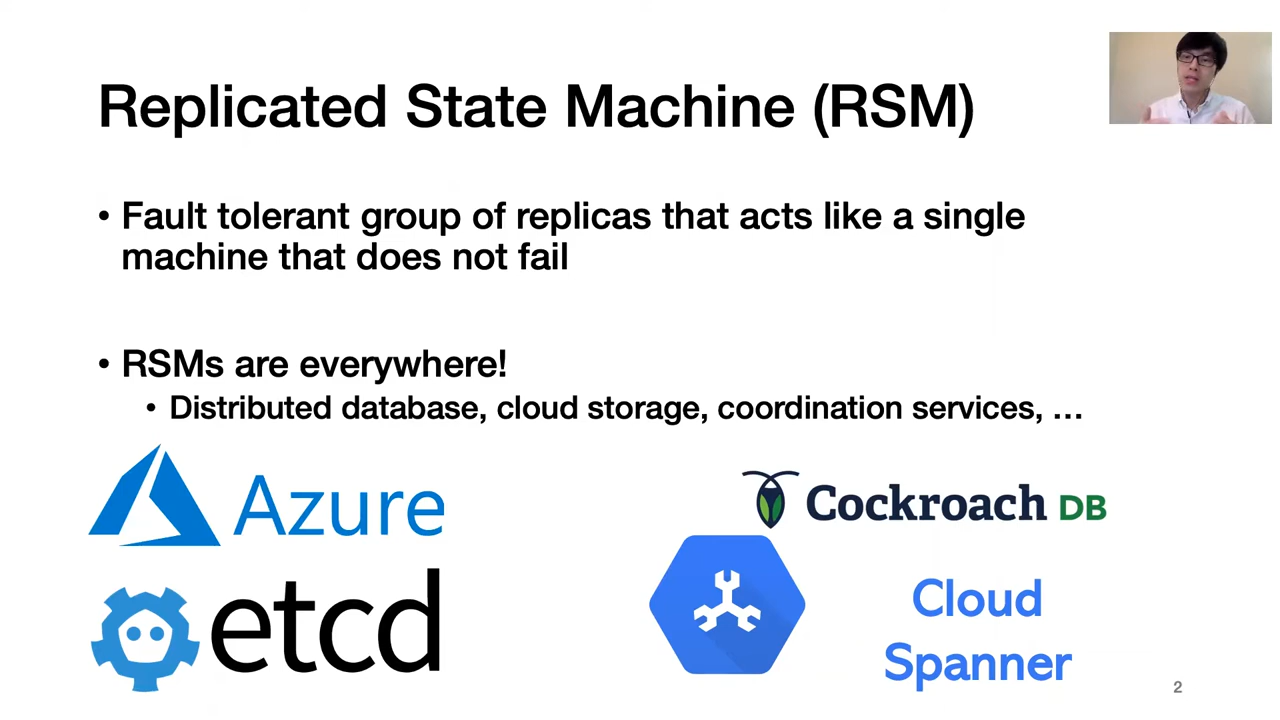 Replicated State Machine (RSM)
• Fault tolerant group of replicas that acts like a single
machine that does not fail
• RSMs are everywhere!
• Distributed database, cloud storage, coordination services, …
Azure
Cockroach DB
etcd
Cloud
Spanner
2